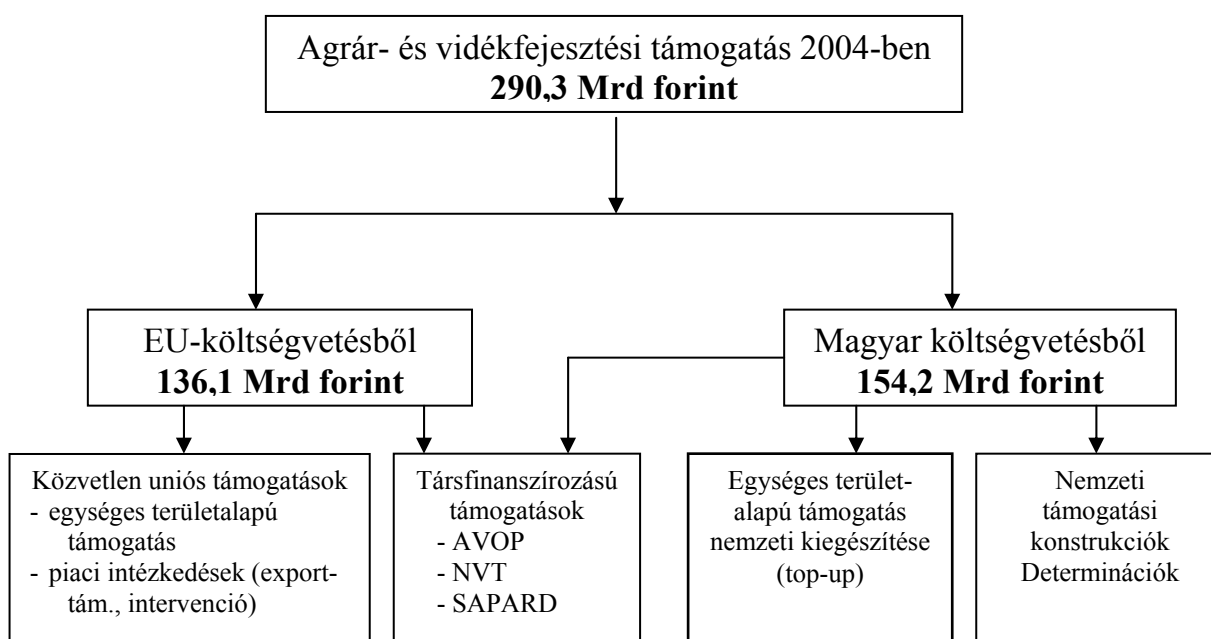 Agrár- és vidékfejesztési támogatás 2004-ben
290,3 Mrd forint
EU-költségvetésből
136,1 Mrd forint
Magyar költségvetésből
154,2 Mrd forint
Közvetlen uniós támogatások
- egységes területalapú
támogatás
- piaci intézkedések (export-
tám., intervenció)
Társfinanszírozású
támogatások
- AVOP
- NVT
- SAPARD
Egységes terület-
alapú támogatás
nemzeti kiegészítése
(top-up)
Nemzeti
támogatási
konstrukciók
Determinációk